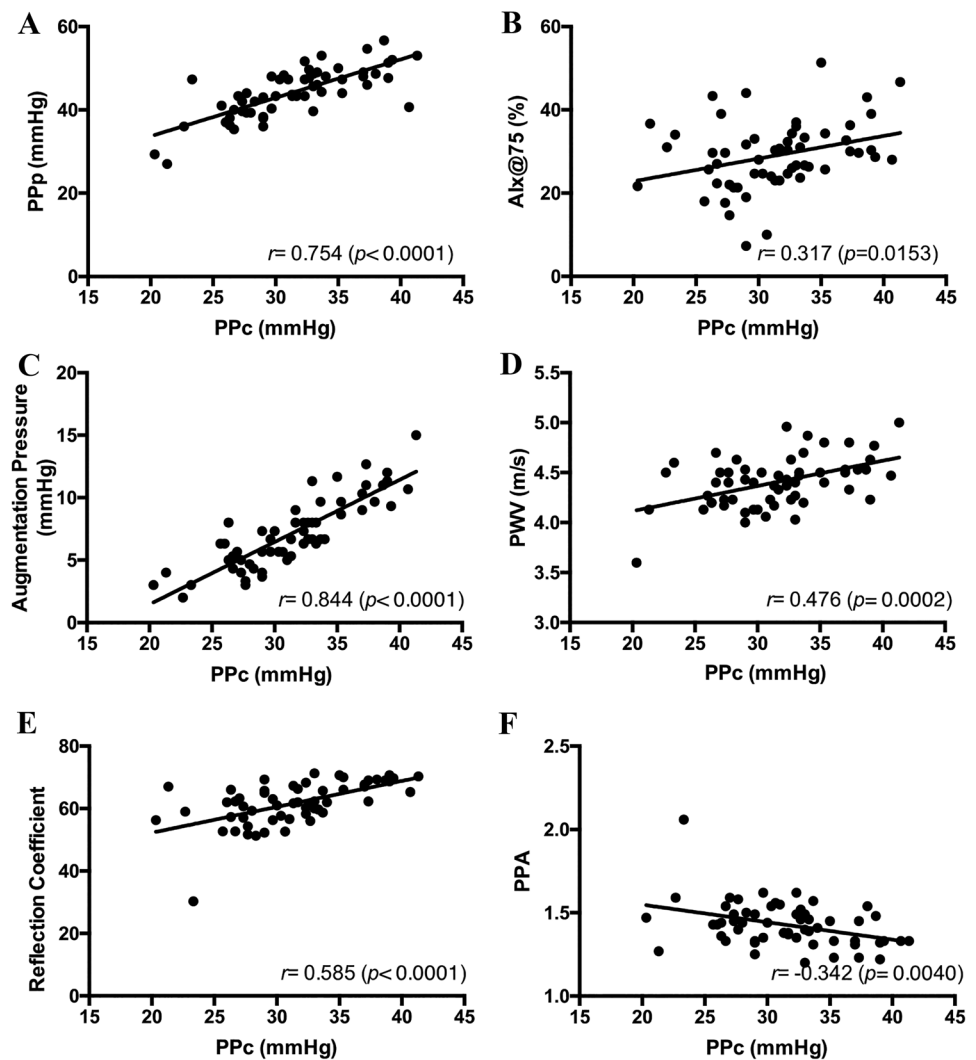 A
PPp (mmHg)
60
40
20
0
r= 0.754 (p< 0.0001)
15 20 25 30 35 40 45
PPc (mmHg)
B
AIx@75 (%)
60
40
20
0
r= 0.317 (p=0.0153)
15 20 25 30 35 40 45
PPc (mmHg)
C
Augmentation Pressure
(mmHg)
20
15
10
5
0
r= 0.844 (p< 0.0001)
15 20 25 30 35 40 45
PPc (mmHg)
D
PWV (m/s)
5.5
5.0
4.5
4.0
3.5
3.0
r= 0.476 (p= 0.0002)
15 20 25 30 35 40 45
PPc (mmHg)
E
Reflection Coefficient
80
60
40
20
0
r= 0.585 (p< 0.0001)
15 20 25 30 35 40 45
PPc (mmHg)
F
PPA
2.5
2.0
1.5
1.0
r= -0.342 (p= 0.0040)
15 20 25 30 35 40 45
PPc (mmHg)